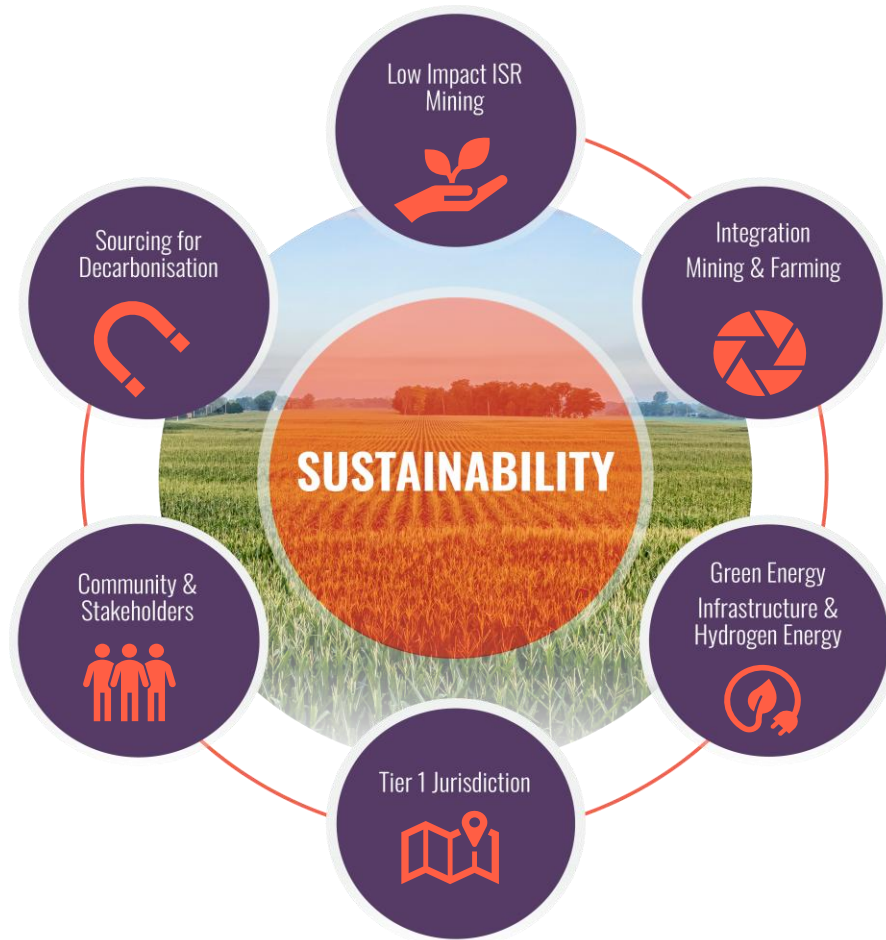 Low Impact ISR
Mining
Integration
Mining & Farming
Green Energy
Infrastructure &
Hydrogen Energy
Tier 1 Jurisdiction
Community &
Stakeholders
Sourcing for
Decarbonisation
SUSTAINABILITY